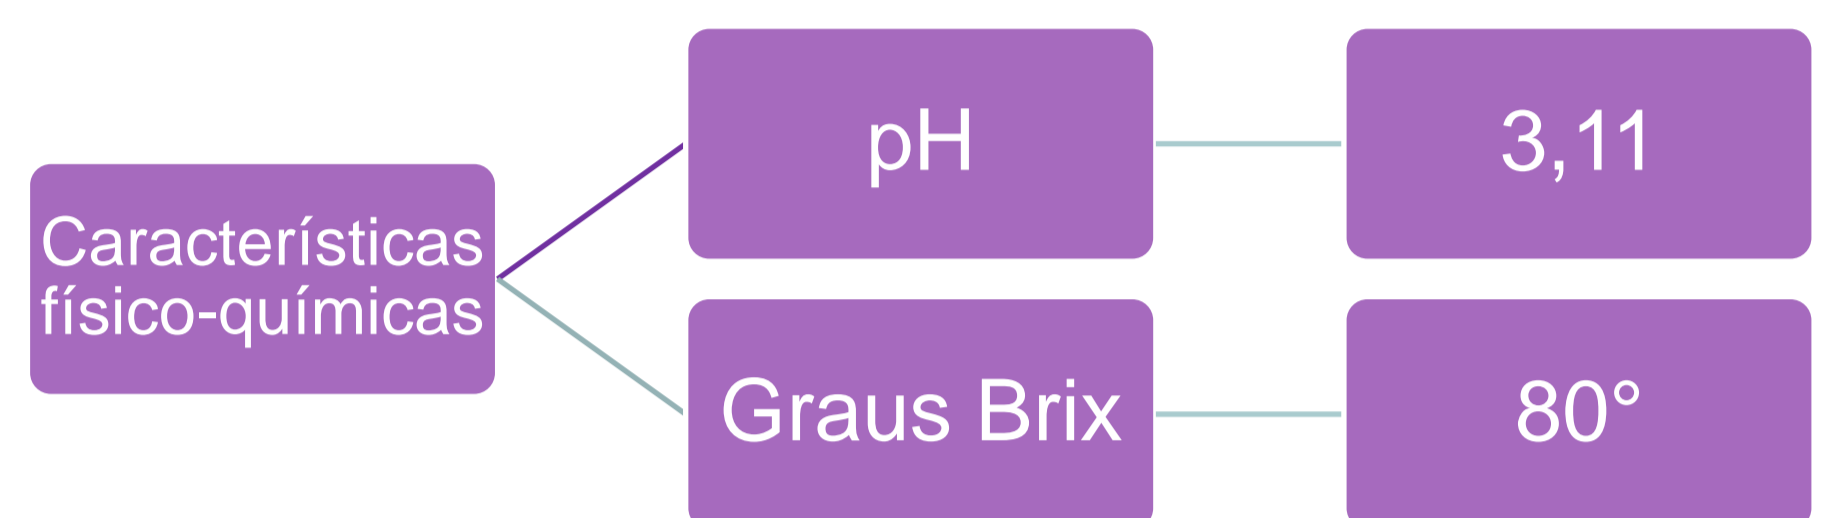 Características
físico-químicas
pH
3,11
Graus Brix
80°